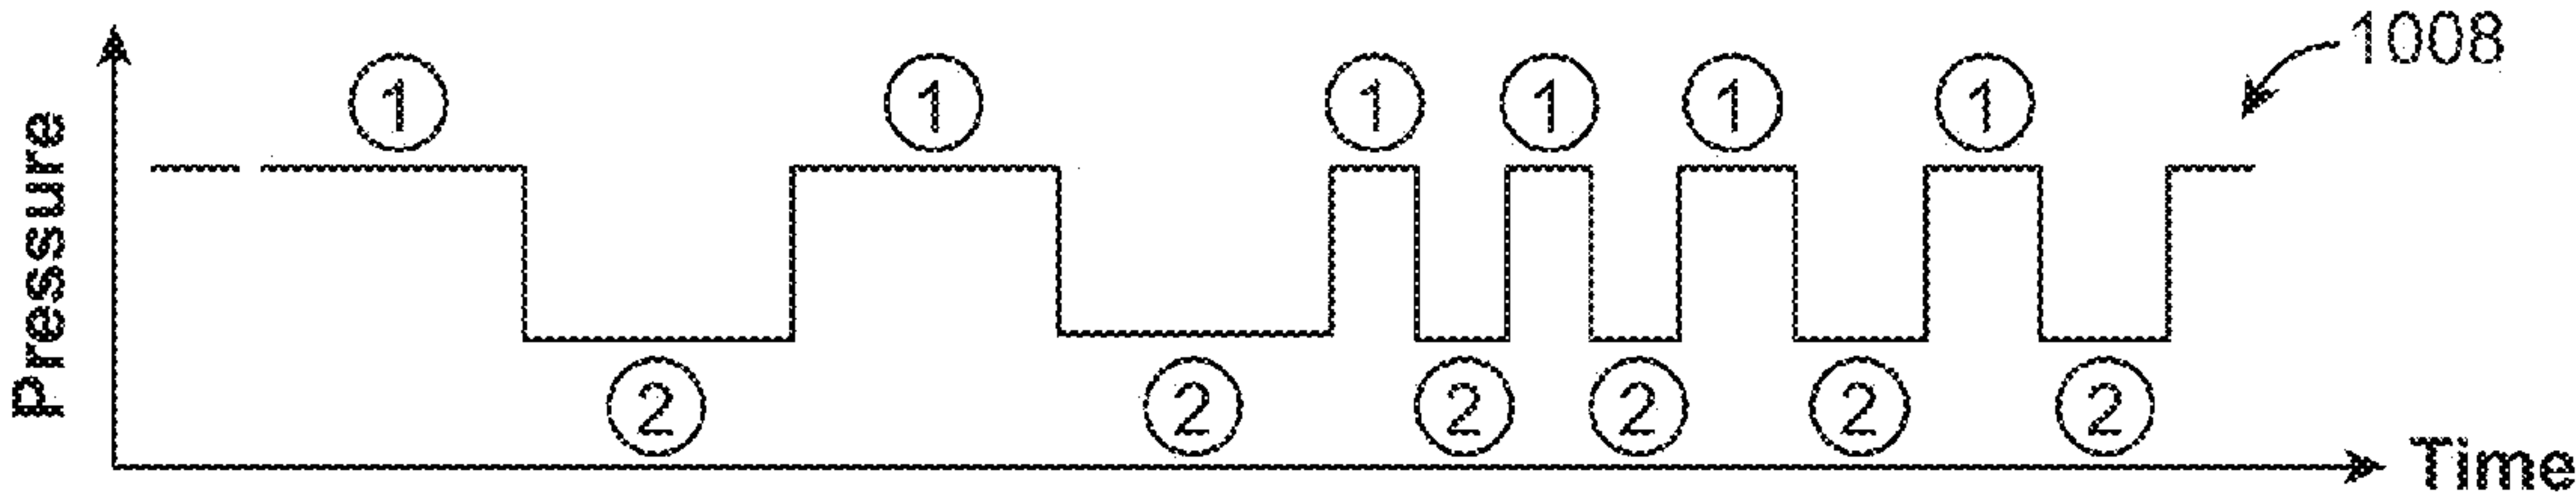 1008
① ① ① ① ① ①
Pressure
② ② ② ② ② ②
Time